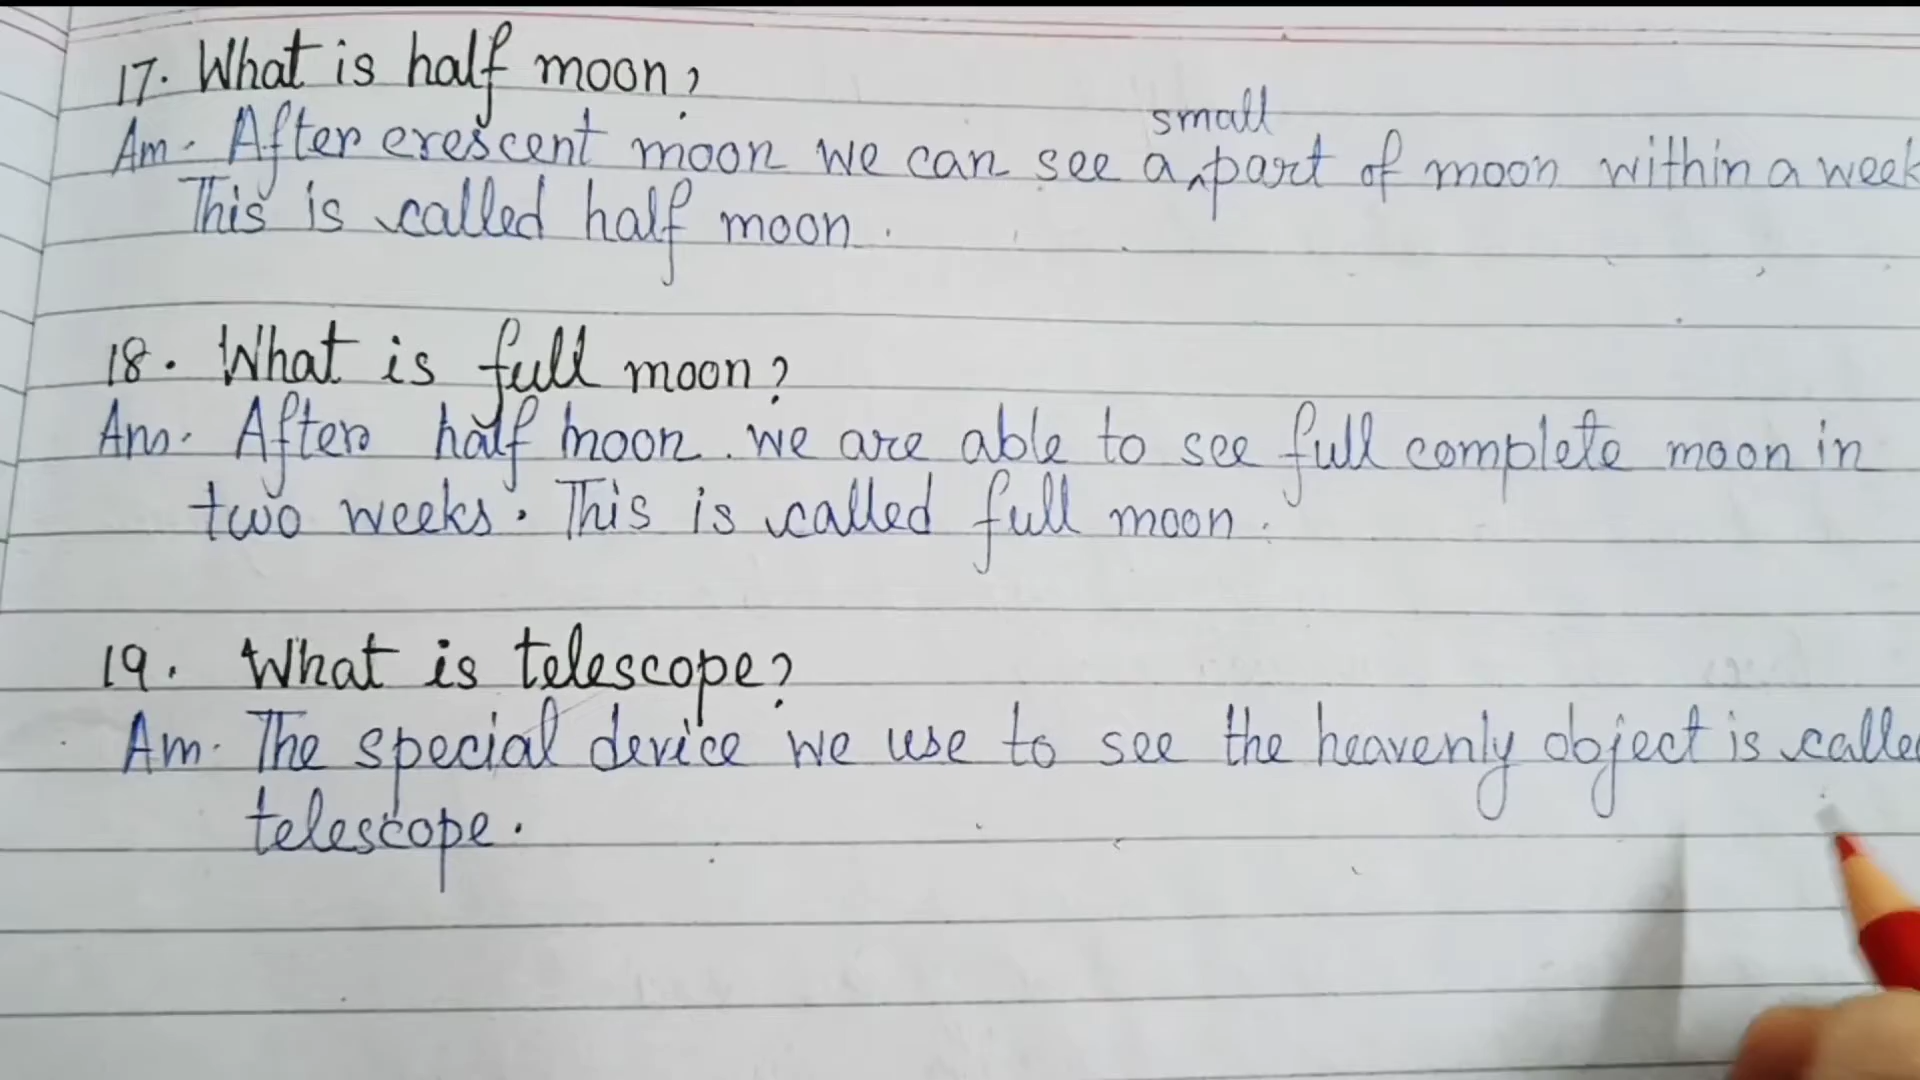 17. What is half moon?
Ans. After crescent moon we can see a small part of moon within a week
This is called half moon.
18. What is full moon?
Ans. After half moon we are able to see full complete moon in
two weeks. This is called full moon.
19. What is telescope?
Ans. The special device we use to see the heavenly object is calle
telescope.